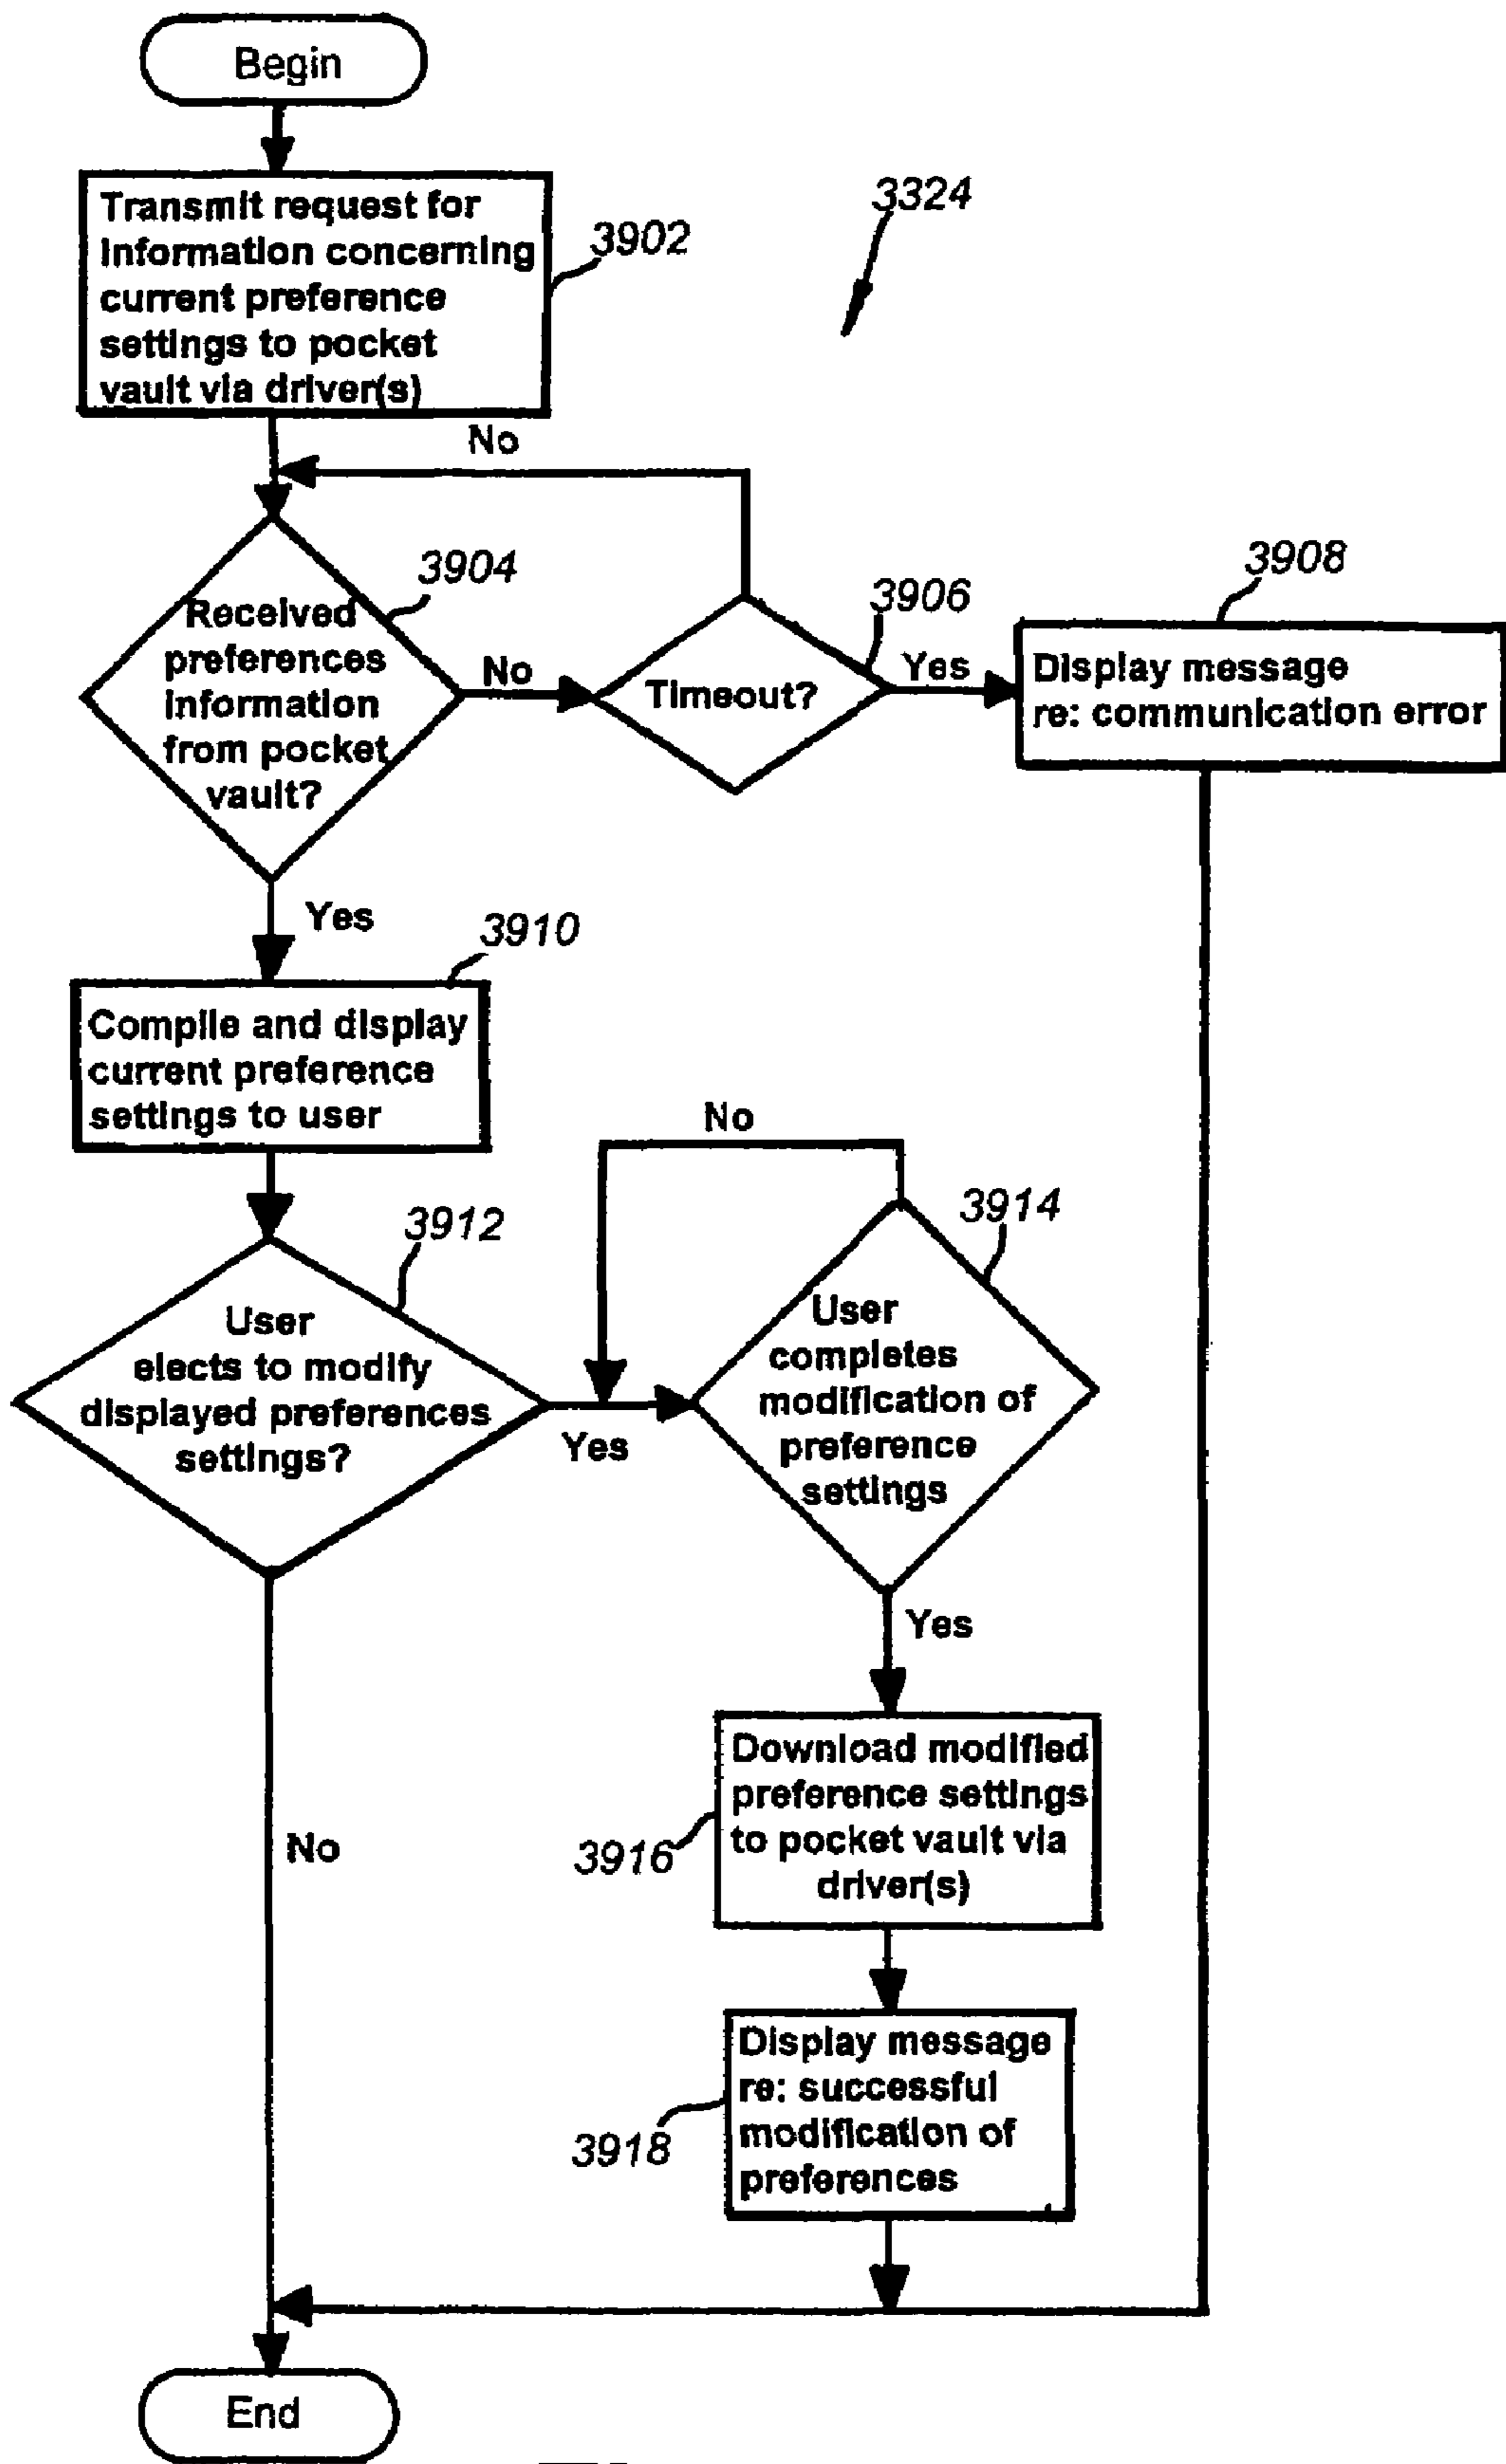 Begin
Transmit request for
information concerning
current preference
settings to pocket
vault via driver(s)
3902
3324
No
3904
Received
preferences
information
from pocket
vault?
No
3906
Timeout?
Yes
3908
Display message
re: communication error
Yes
3910
Compile and display
current preference
settings to user
No
3912
User
elects to modify
displayed preferences
settings?
Yes
3914
User
completes
modification of
preference
settings
Yes
No
Download modified
preference settings
to pocket vault via
driver(s)
3916
Display message
re: successful
modification of
preferences
3918
End